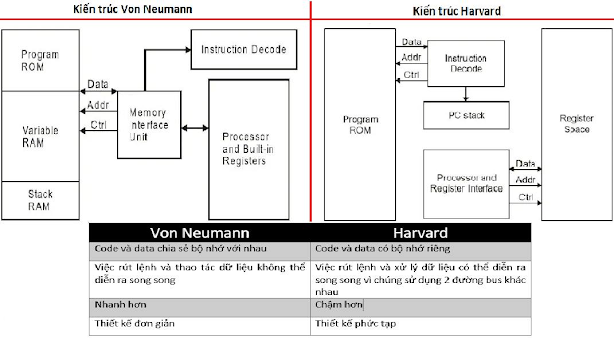 Kiến trúc Von Neumann
Kiến trúc Harvard
Program
ROM
Variable
RAM
Stack
RAM
Data
Addr
Ctrl
Memory
Interface
Unit
Instruction Decode
Processor
and Built-in
Registers
Program
ROM
Data
Addr
Ctrl
Instruction
Decode
PC stack
Processor and
Register Interface
Data
Addr
Ctrl
Register
Space
Von Neumann
Harvard
Code và data chia sẻ bộ nhớ với nhau
Code và data có bộ nhớ riêng
Việc rút lệnh và thao tác dữ liệu không thể
diễn ra song song
Việc rút lệnh và xử lý dữ liệu có thể diễn ra
song song vì chúng sử dụng 2 đường bus khác
nhau
Nhanh hơn
Chậm hơn
Thiết kế đơn giản
Thiết kế phức tạp